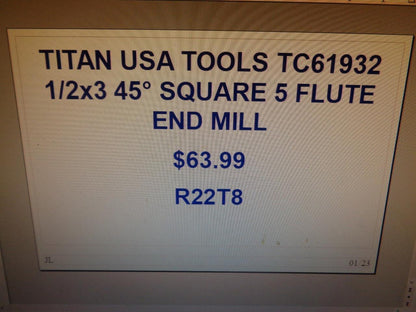 TITAN USA TOOLS TC61932
1/2x3 45° SQUARE 5 FLUTE
END MILL
$63.99
R22T8
JL 01/23